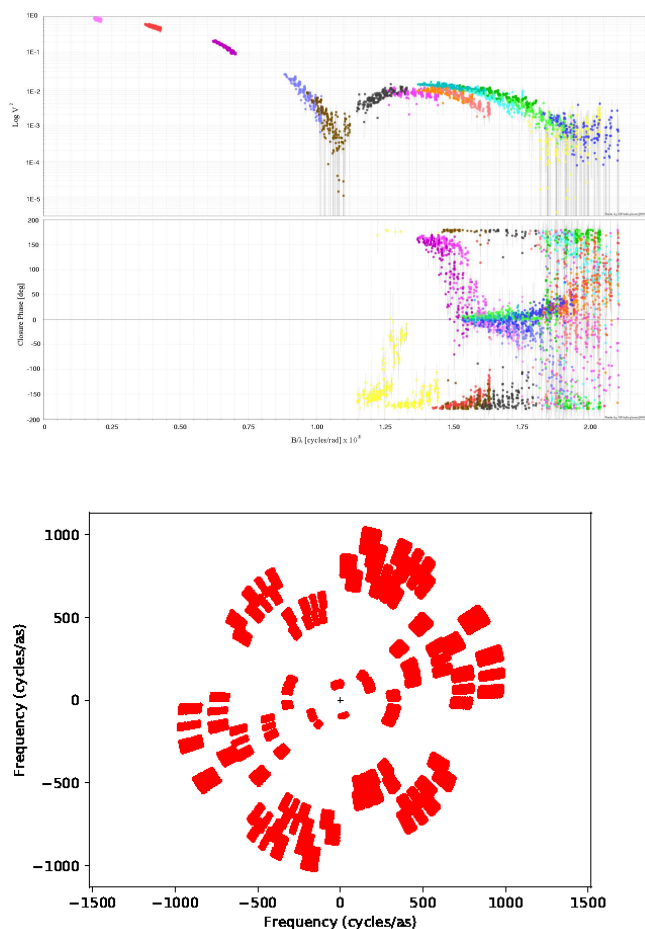 1E0
1E-1
Log V²
1E-2
1E-3
1E-4
1E-5
0 0.25 0.50 0.75 1.00 1.25 1.50 1.75 2.00
200
150
100
50
0
-50
-100
-150
-200
Closure Phase [deg]
B/λ [cycles/rad] x 10⁸
1000
500
0
−500
−1000
Frequency (cycles/as)
−1500 −1000 −500 0 500 1000 1500
Frequency (cycles/as)